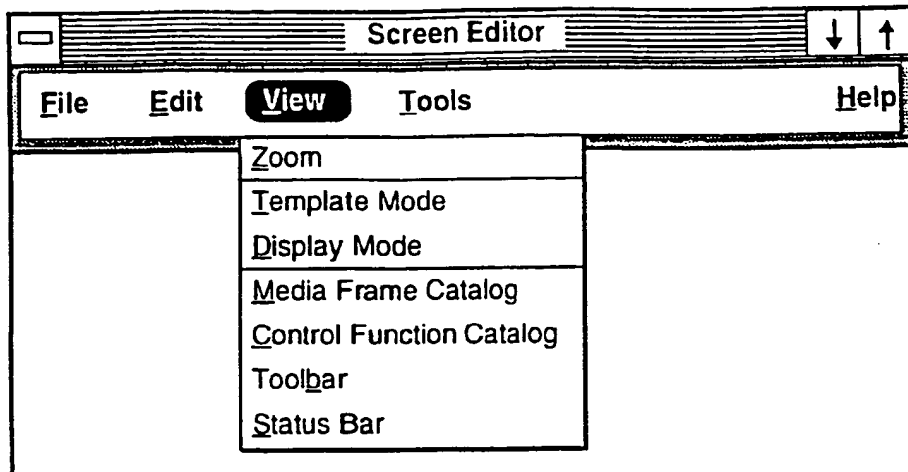 Screen Editor
File Edit View Tools Help
Zoom
Template Mode
Display Mode
Media Frame Catalog
Control Function Catalog
Toolbar
Status Bar